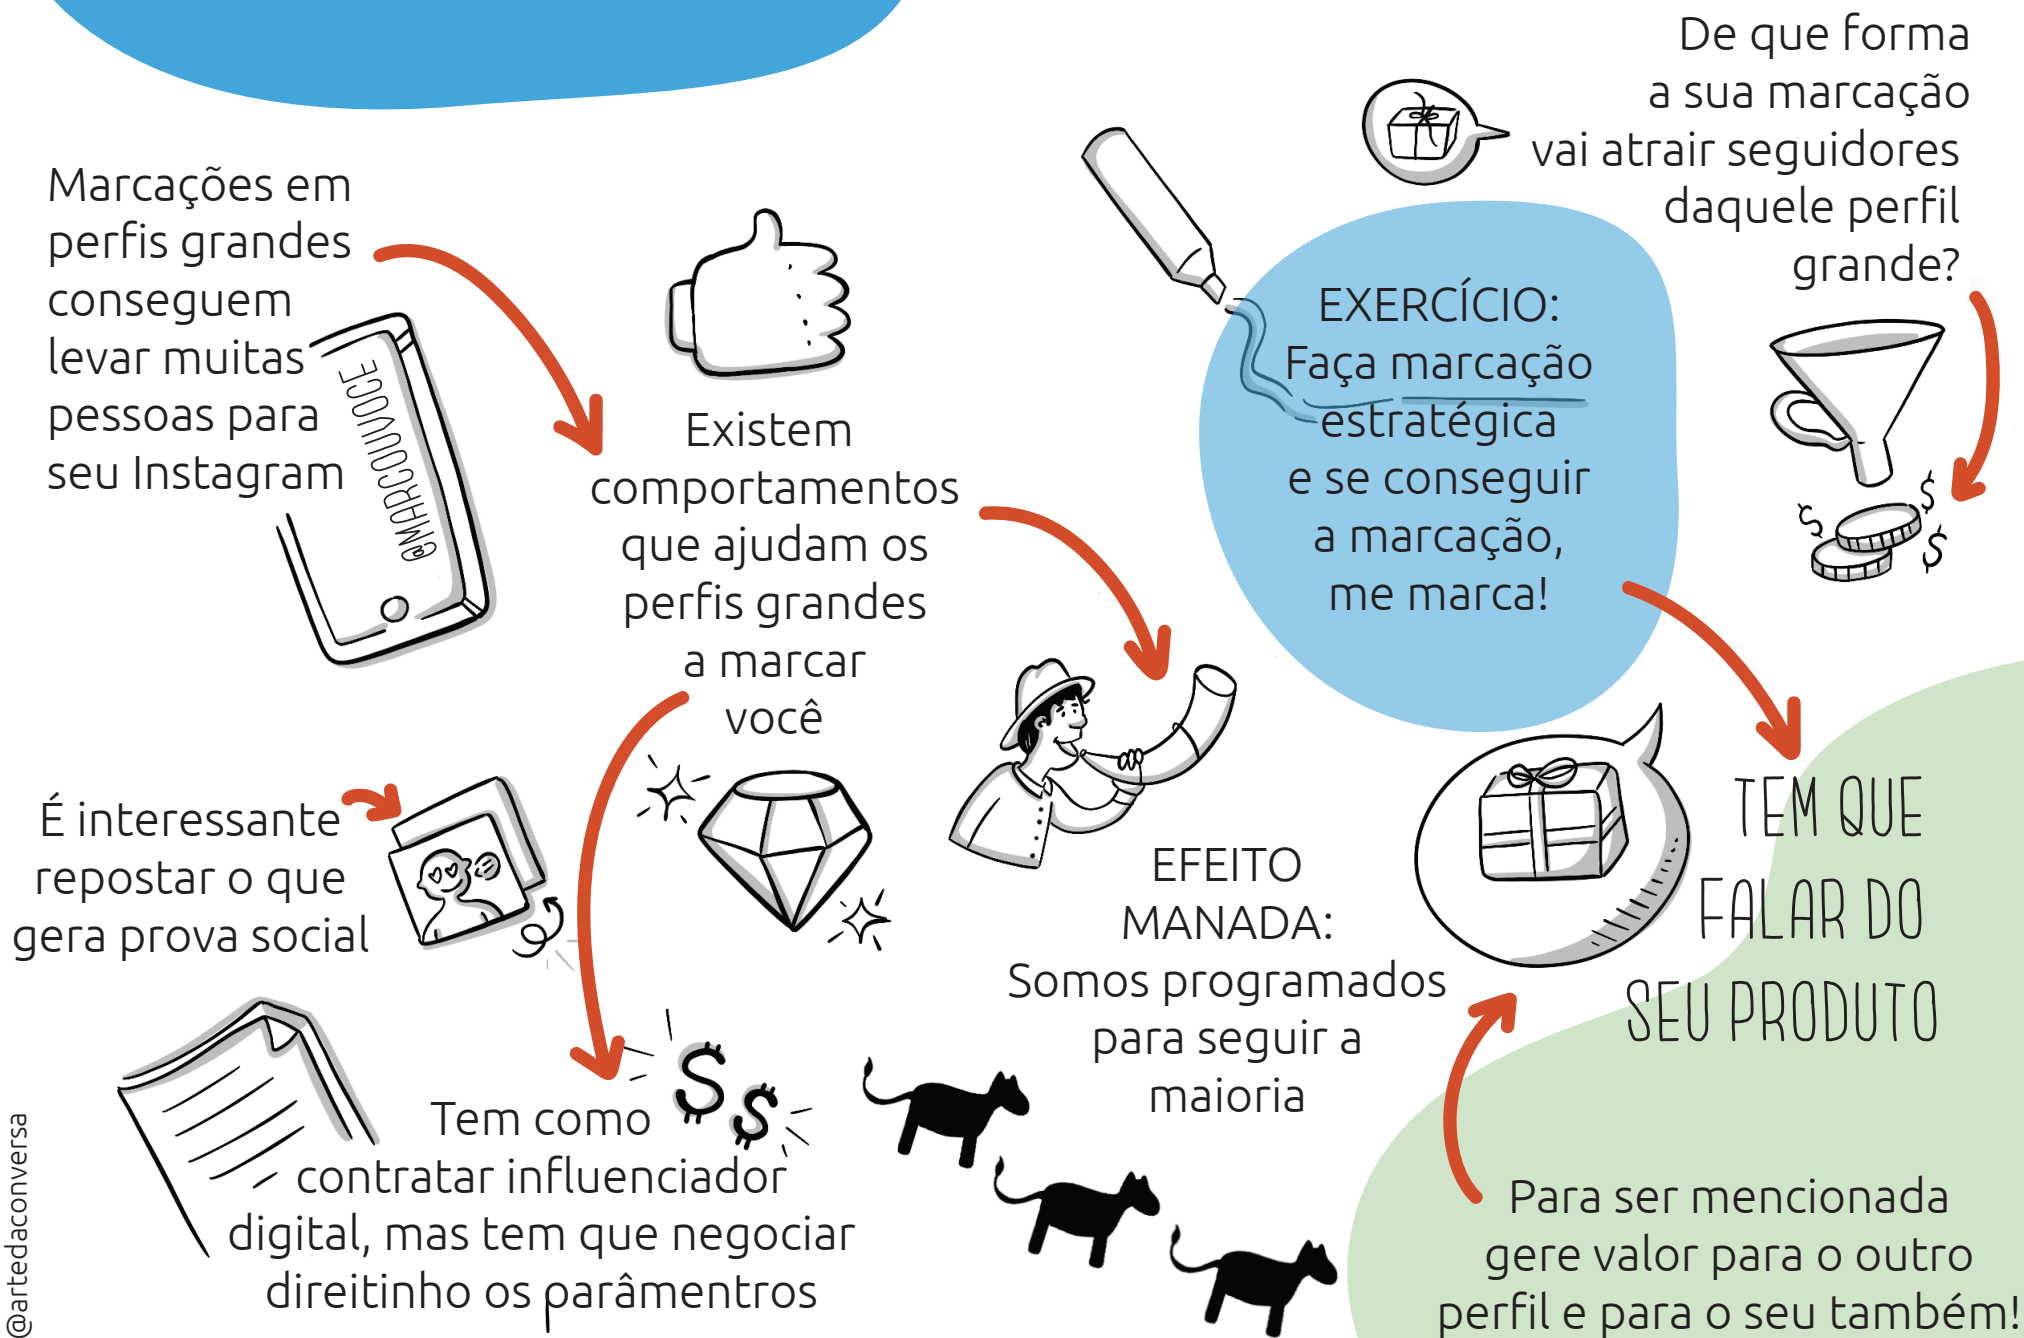 Marcações em
perfis grandes
conseguem
levar muitas
pessoas para
seu Instagram
@MARCOUVOCE
Existem
comportamentos
que ajudam os
perfis grandes
a marcar
você
É interessante
repostar o que
gera prova social
Tem como
contratar influenciador
digital, mas tem que negociar
direitinho os parâmentros
$ $
EFEITO
MANADA:
Somos programados
para seguir a
maioria
EXERCÍCIO:
Faça marcação
estratégica
e se conseguir
a marcação,
me marca!
De que forma
a sua marcação
vai atrair seguidores
daquele perfil
grande?
$ $ $
TEM QUE
FALAR DO
SEU PRODUTO
Para ser mencionada
gere valor para o outro
perfil e para o seu também!
@artedaconversa